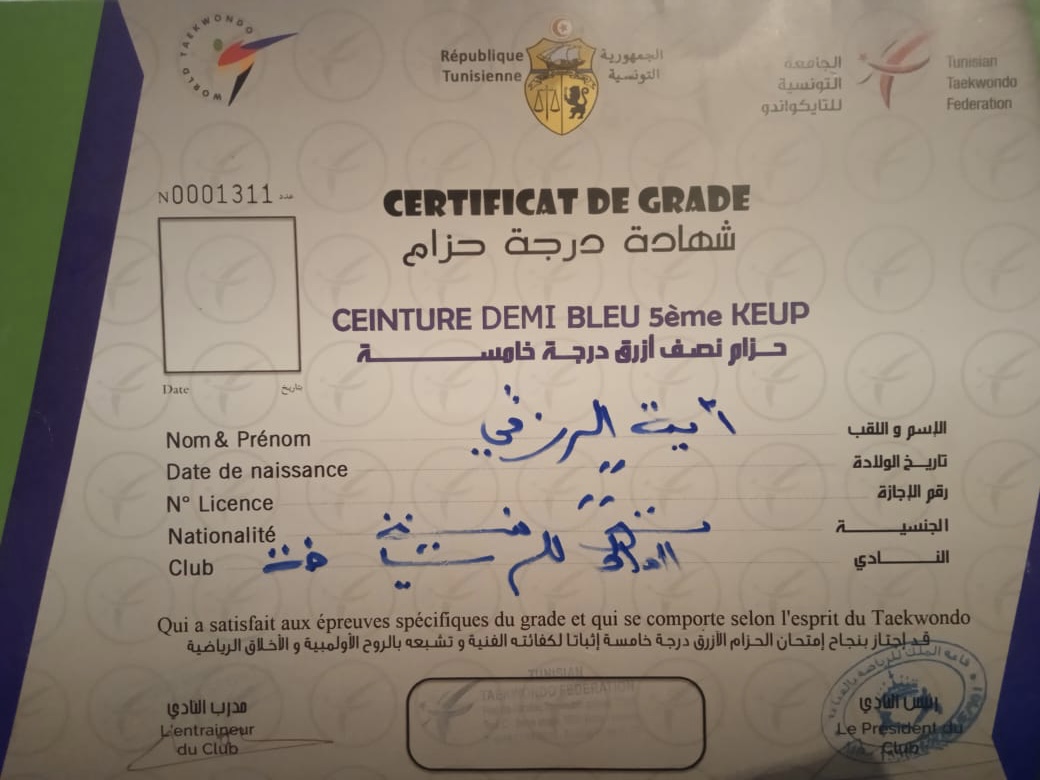 WORLD TAEKWONDO
République Tunisienne
الجمهورية التونسية
الجامعة التونسية للتايكواندو
Tunisian Taekwondo Federation
N0001311 عدد
CERTIFICAT DE GRADE
شهادة درجة حزام
CEINTURE DEMI BLEU 5ème KEUP
حزام نصف أزرق درجة خامسة
Date بتاريخ
Nom & Prénom الإسم و اللقب
Date de naissance تاريخ الولادة
N° Licence رقم الإجازة
Nationalité الجنسية
Club النادي
Qui a satisfait aux épreuves spécifiques du grade et qui se comporte selon l'esprit du Taekwondo
قد إجتاز بنجاح إمتحان الحزام الأزرق درجة خامسة إثباتا لكفائته الفنية و تشبعه بالروح الأولمبية و الأخلاق الرياضية
TUNISIAN
TAEKWONDO FEDERATION
مدرب النادي
L'entraineur
du Club
رئيس النادي
Le Président du
Club